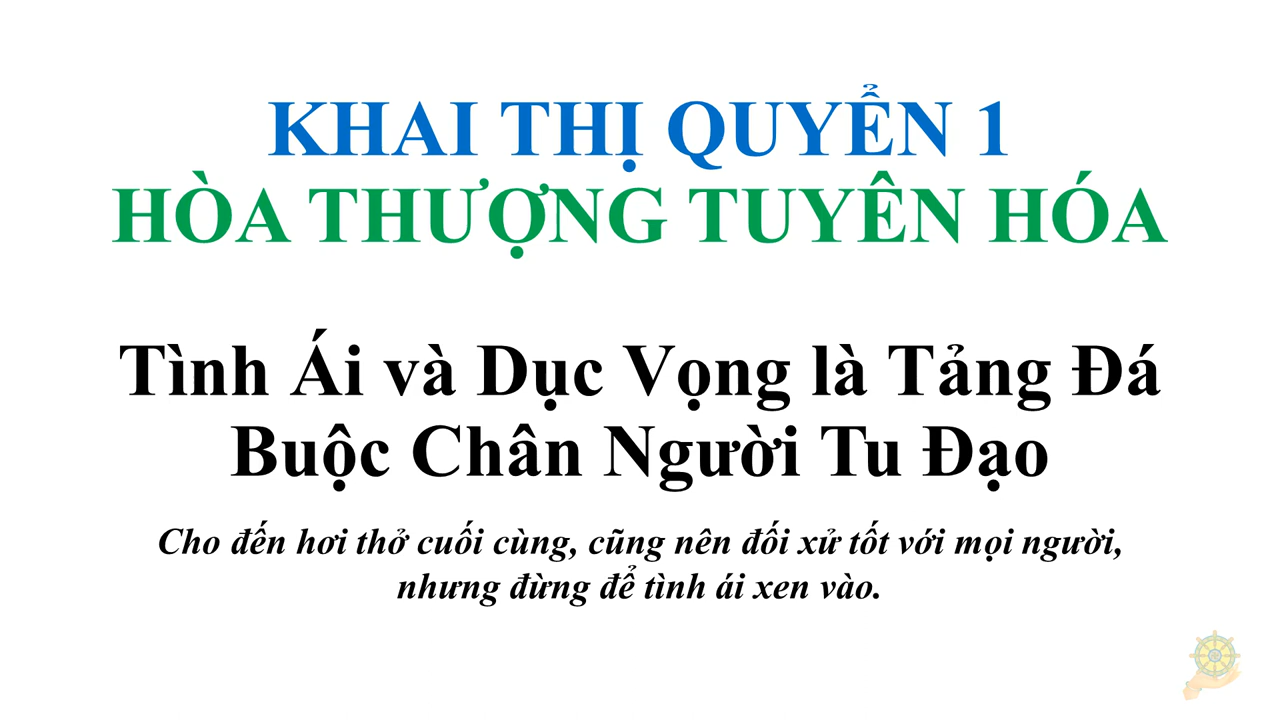 KHAI THỊ QUYỂN 1
HÒA THƯỢNG TUYÊN HÓA
Tình Ái và Dục Vọng là Tảng Đá
Buộc Chân Người Tu Đạo
Cho đến hơi thở cuối cùng, cũng nên đối xử tốt với mọi người,
nhưng đừng để tình ái xen vào.